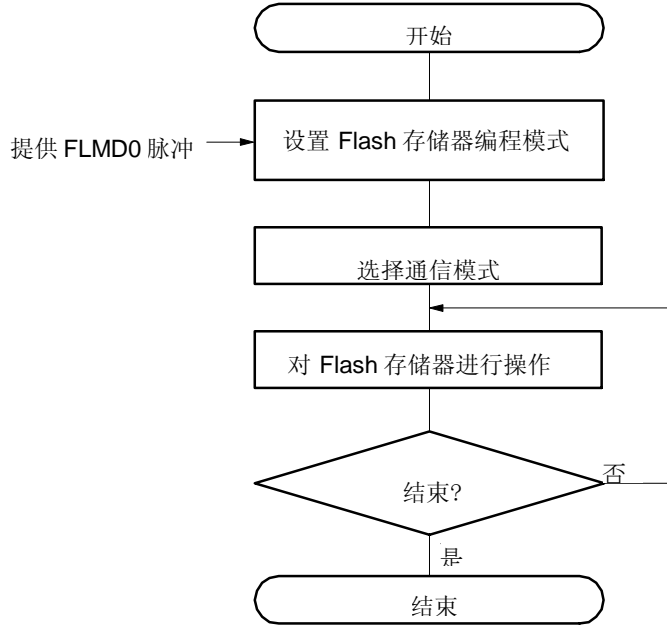 开始
提供 FLMD0 脉冲
设置 Flash 存储器编程模式
选择通信模式
对 Flash 存储器进行操作
结束?
否
是
结束